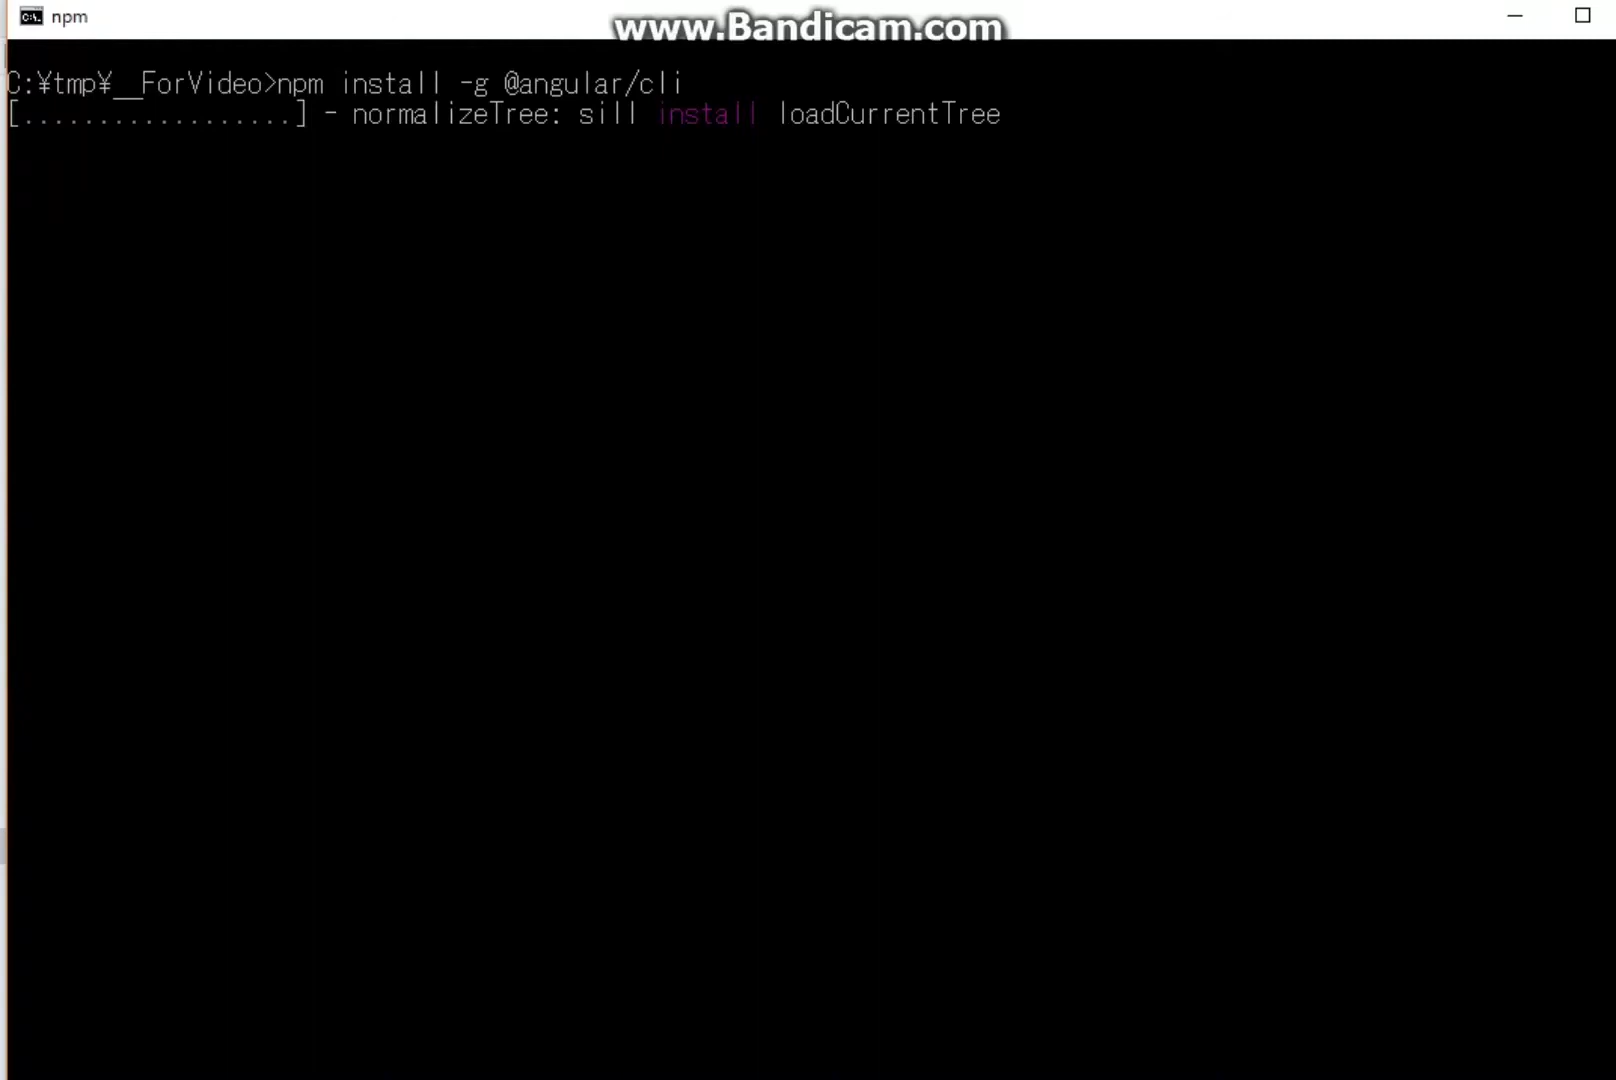 npm
www.Bandicam.com
C:¥tmp¥__ForVideo>npm install -g @angular/cli
[..................] - normalizeTree: sill install loadCurrentTree